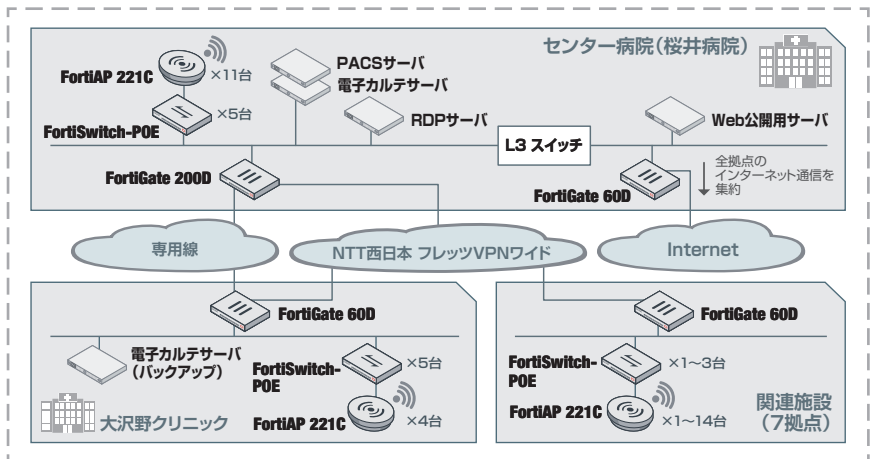 センター病院(桜井病院)
FortiAP 221C
×11台
FortiSwitch-POE
×5台
PACSサーバ
電子カルテサーバ
RDPサーバ
L3 スイッチ
Web公開用サーバ
FortiGate 200D
FortiGate 60D
全拠点の
インターネット通信を
集約
専用線
NTT西日本 フレッツVPNワイド
Internet
FortiGate 60D
電子カルテサーバ
(バックアップ)
FortiSwitch-
POE
×5台
FortiAP 221C
×4台
大沢野クリニック
FortiGate 60D
FortiSwitch-
POE
×1〜3台
FortiAP 221C
×1〜14台
関連施設
(7拠点)